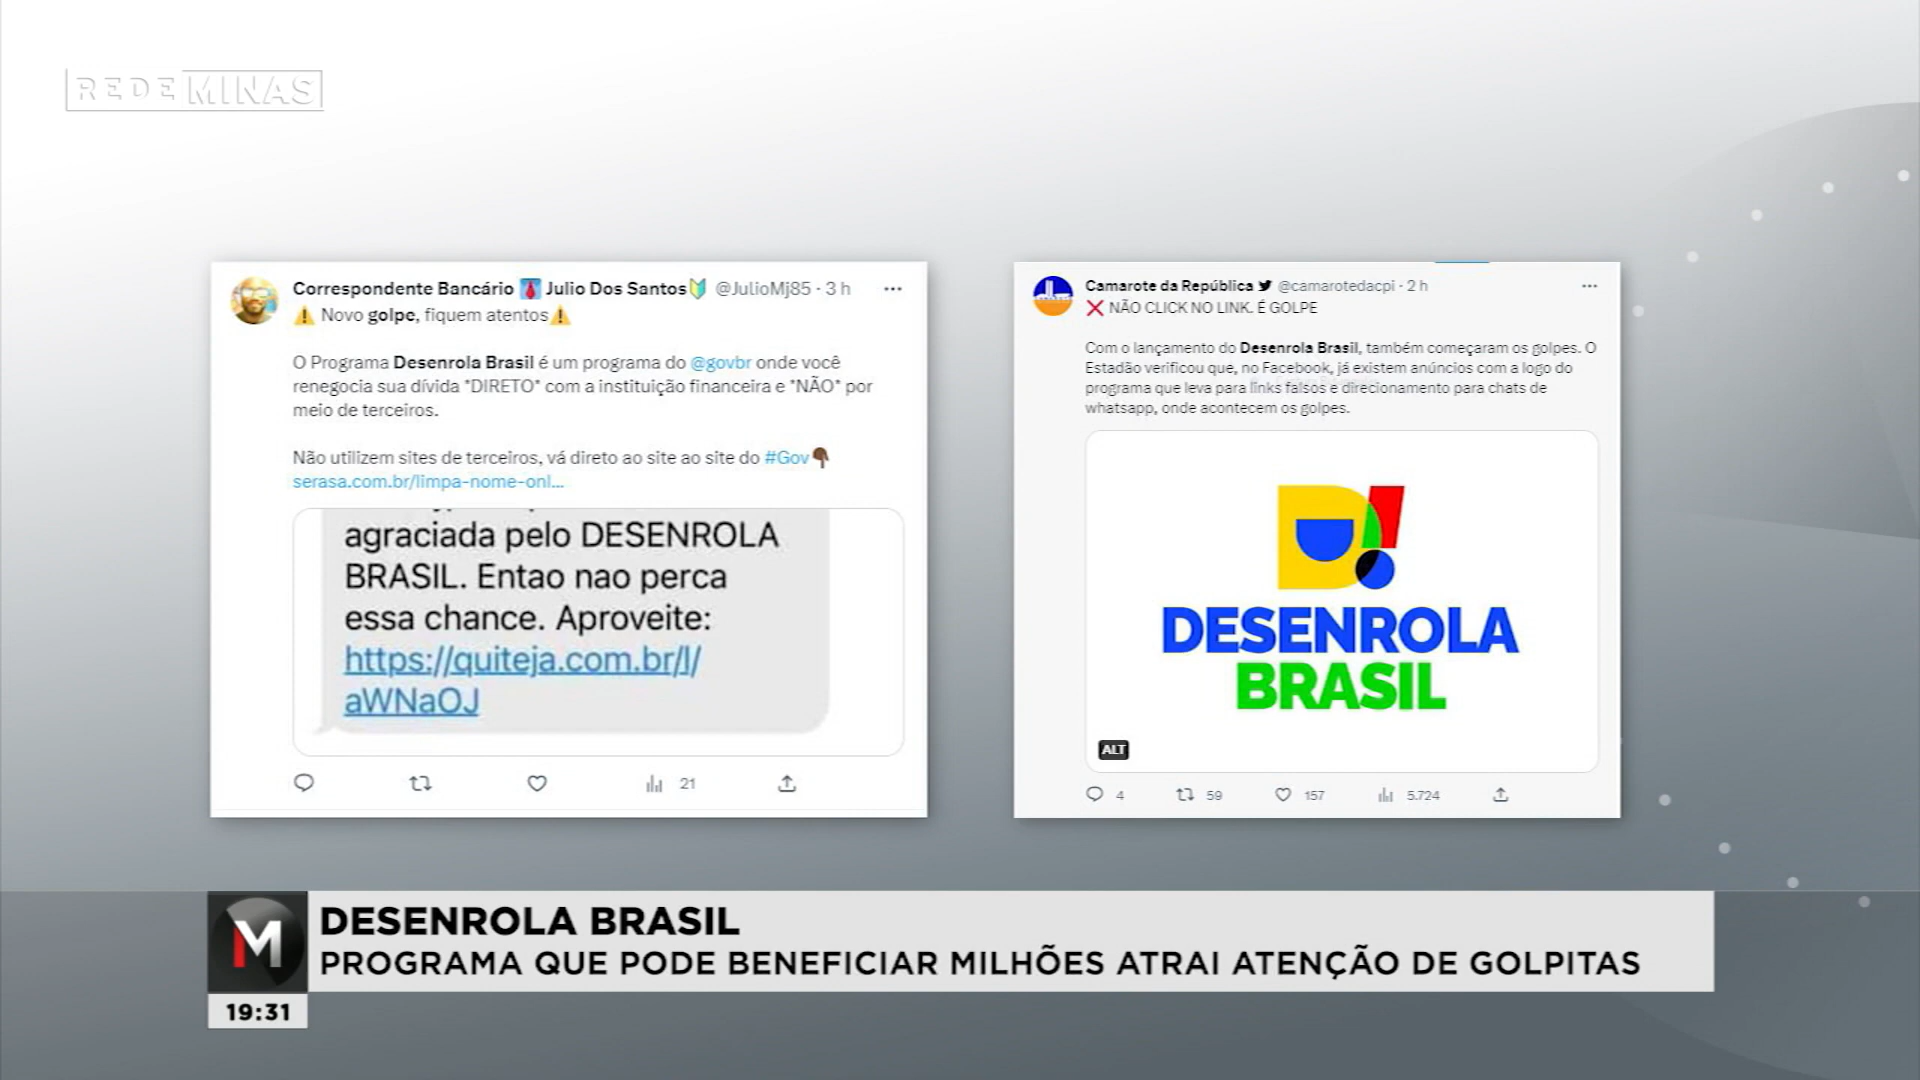 REDE MINAS
Correspondente Bancário Julio Dos Santos @JulioMj85 · 3 h
Novo golpe, fiquem atentos
O Programa Desenrola Brasil é um programa do @govbr onde você
renegocia sua dívida *DIRETO* com a instituição financeira e *NÃO* por
meio de terceiros.
Não utilizem sites de terceiros, vá direto ao site ao site do #Gov
serasa.com.br/limpa-nome-onl...
agraciada pelo DESENROLA
BRASIL. Entao nao perca
essa chance. Aproveite:
https://quiteja.com.br/l/
aWNaOJ
21
Camarote da República @camarotedacpi · 2 h
❌ NÃO CLICK NO LINK. É GOLPE
Com o lançamento do Desenrola Brasil, também começaram os golpes. O
Estadão verificou que, no Facebook, já existem anúncios com a logo do
programa que leva para links falsos e direcionamento para chats de
whatsapp, onde acontecem os golpes.
D!
DESENROLA
BRASIL
ALT
4 59 157 5.724
M
DESENROLA BRASIL
PROGRAMA QUE PODE BENEFICIAR MILHÕES ATRAI ATENÇÃO DE GOLPITAS
19:31